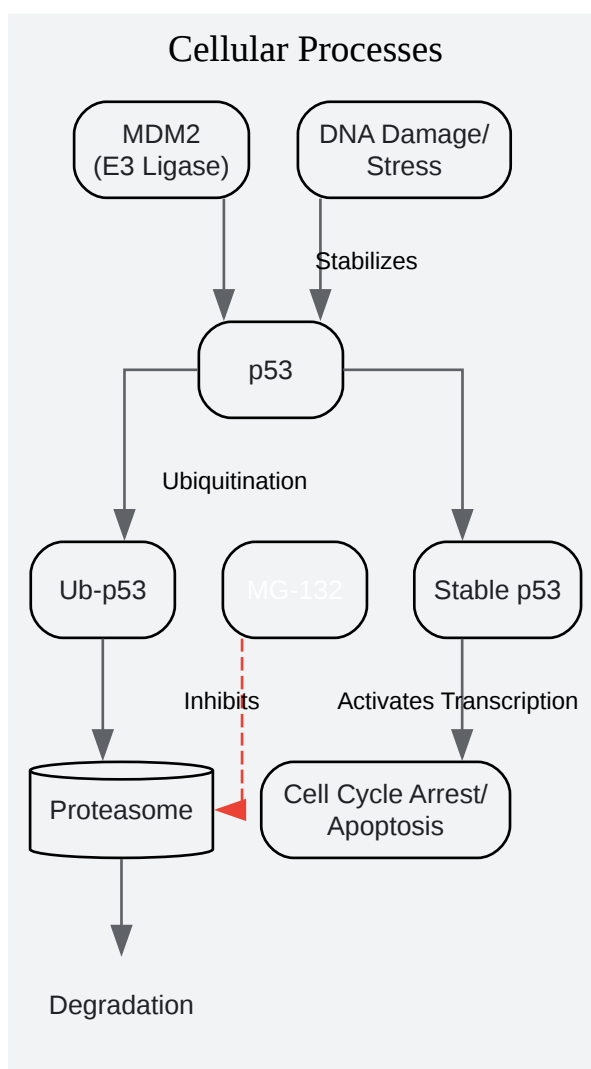 Cellular Processes
MDM2
(E3 Ligase)
DNA Damage/
Stress
Stabilizes
p53
Ubiquitination
Ub-p53
MG-132
Stable p53
Inhibits
Activates Transcription
Proteasome
Cell Cycle Arrest/
Apoptosis
Degradation